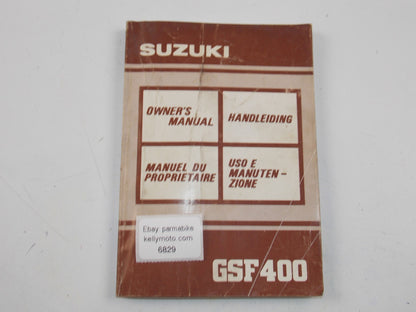 SUZUKI
OWNER'S
MANUAL
HANDLEIDING
MANUEL DU
PROPRIETAIRE
USO E
MANUTEN-
ZIONE
Ebay: parmabike
kellymoto.com
6829
GSF400